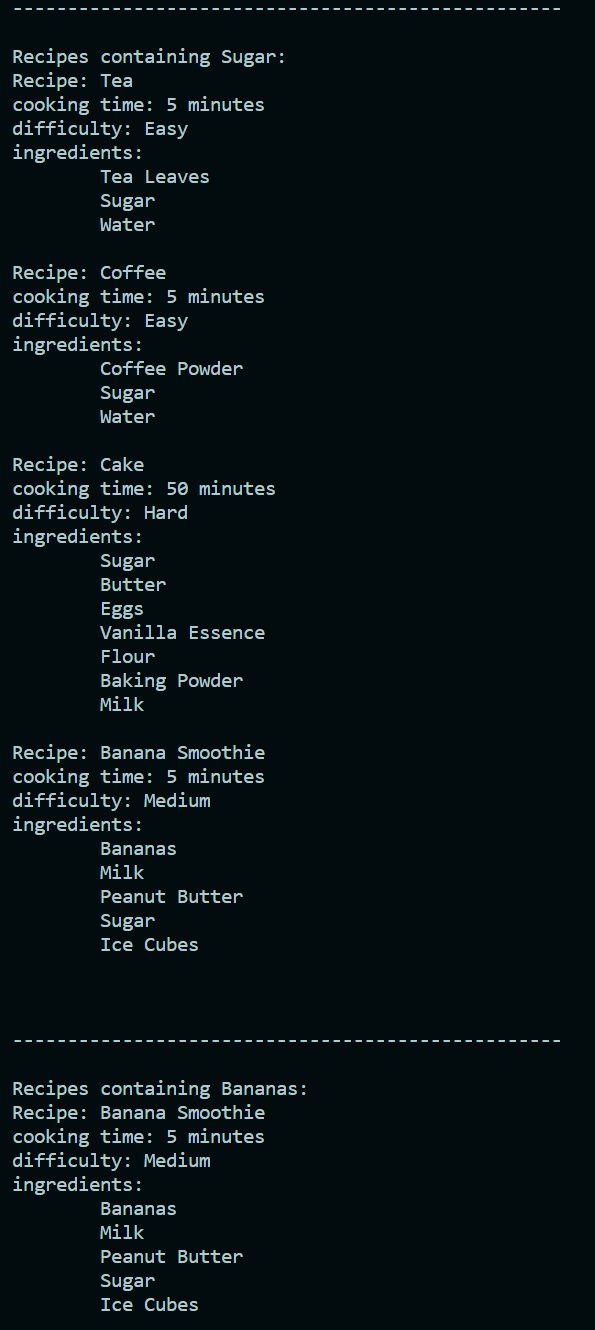 --------------------------------------------------
Recipes containing Sugar:
Recipe: Tea
cooking time: 5 minutes
difficulty: Easy
ingredients:
Tea Leaves
Sugar
Water
Recipe: Coffee
cooking time: 5 minutes
difficulty: Easy
ingredients:
Coffee Powder
Sugar
Water
Recipe: Cake
cooking time: 50 minutes
difficulty: Hard
ingredients:
Sugar
Butter
Eggs
Vanilla Essence
Flour
Baking Powder
Milk
Recipe: Banana Smoothie
cooking time: 5 minutes
difficulty: Medium
ingredients:
Bananas
Milk
Peanut Butter
Sugar
Ice Cubes
--------------------------------------------------
Recipes containing Bananas:
Recipe: Banana Smoothie
cooking time: 5 minutes
difficulty: Medium
ingredients:
Bananas
Milk
Peanut Butter
Sugar
Ice Cubes